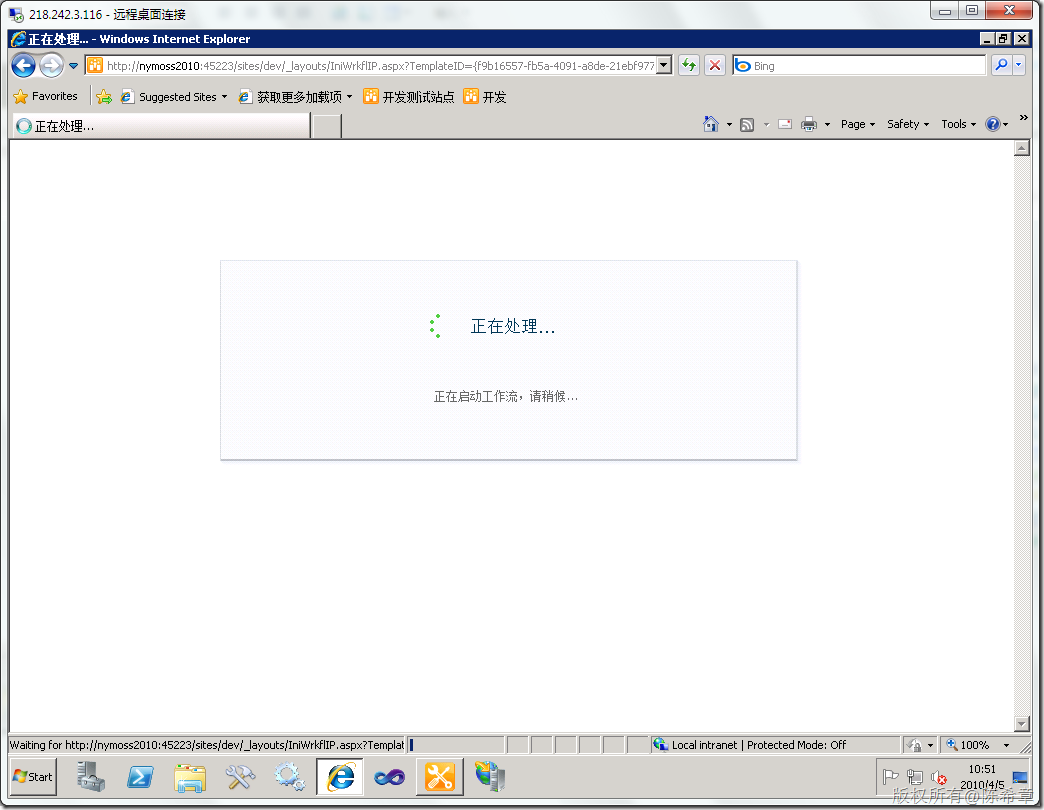 218.242.3.116 - 远程桌面连接
正在处理... - Windows Internet Explorer
http://nymoss2010:45223/sites/dev/_layouts/IniWrkflIP.aspx?TemplateID={f9b16557-fb5a-4091-a8de-21ebf977
Bing
Favorites Suggested Sites 获取更多加载项 开发测试站点 开发
正在处理...
Page Safety Tools
正在处理...
正在启动工作流，请稍候...
Waiting for http://nymoss2010:45223/sites/dev/_layouts/IniWrkflIP.aspx?Templat
Local intranet | Protected Mode: Off
100%
Start
10:51
2010/4/5
版权所有@陈希章